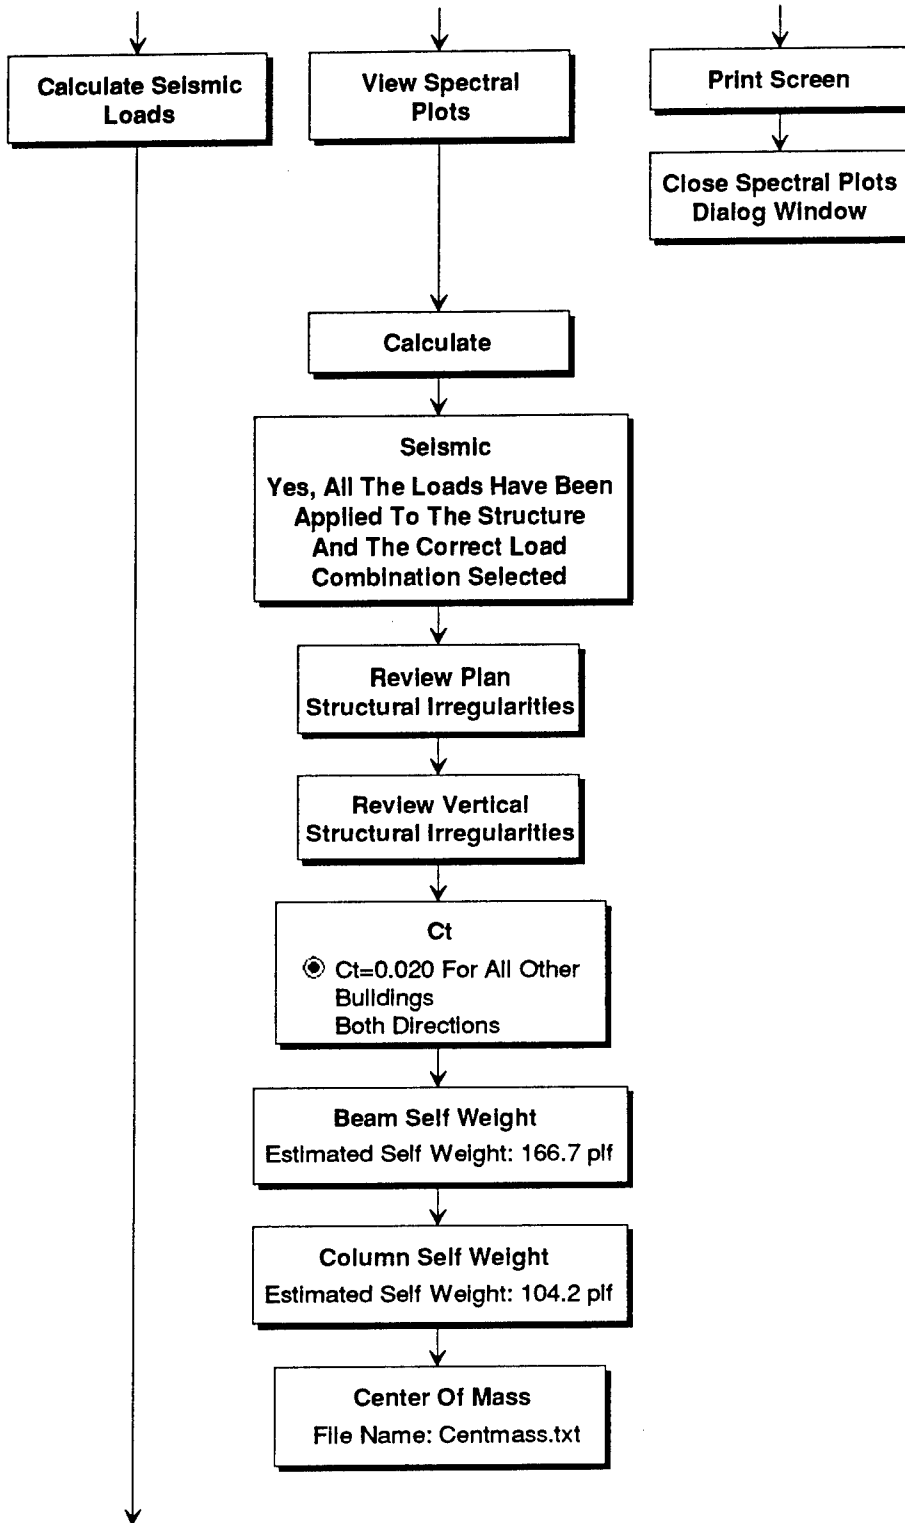 Calculate Seismic
Loads
View Spectral
Plots
Print Screen
Close Spectral Plots
Dialog Window
Calculate
Seismic
Yes, All The Loads Have Been
Applied To The Structure
And The Correct Load
Combination Selected
Review Plan
Structural Irregularities
Review Vertical
Structural Irregularities
Ct
Ct=0.020 For All Other
Buildings
Both Directions
Beam Self Weight
Estimated Self Weight: 166.7 plf
Column Self Weight
Estimated Self Weight: 104.2 plf
Center Of Mass
File Name: Centmass.txt